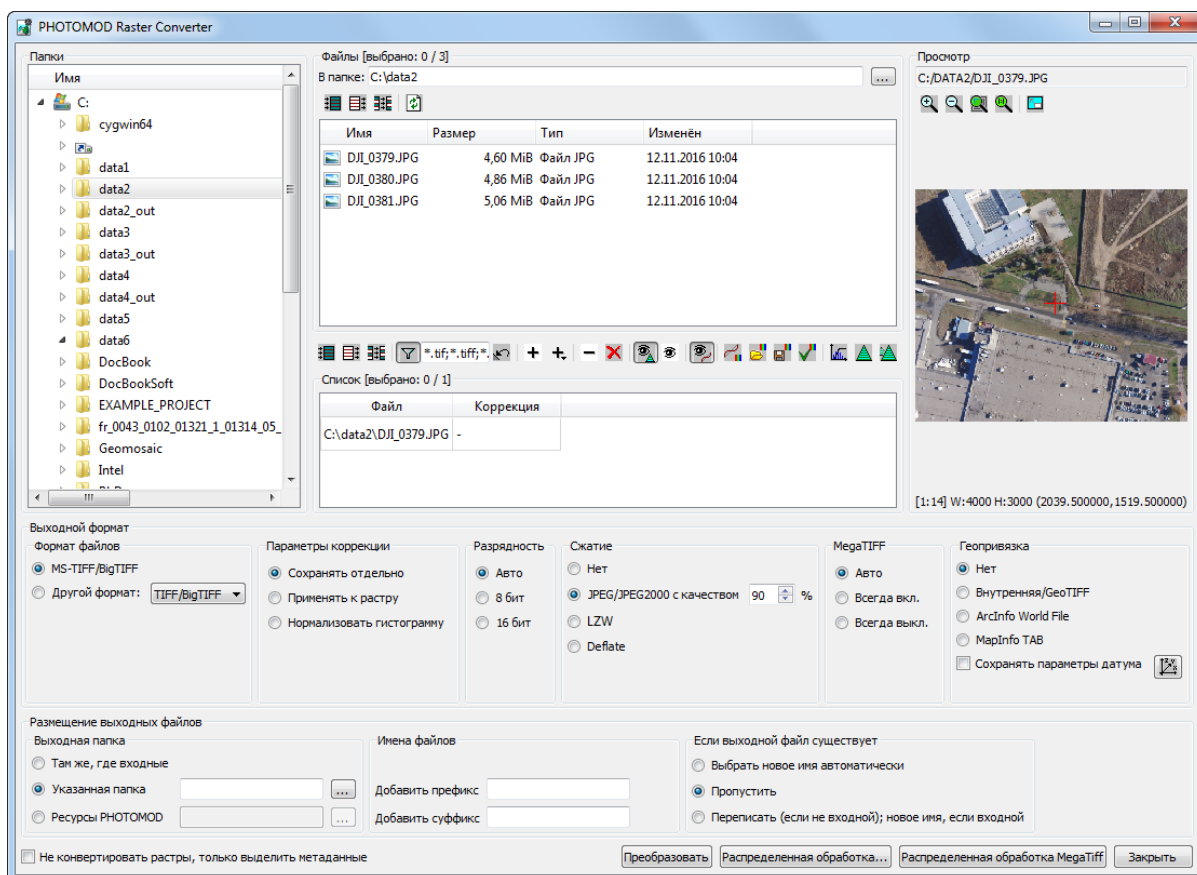 PHOTOMOD Raster Converter
Папки
Имя
C:
cygwin64
data1
data2
data2_out
data3
data3_out
data4
data4_out
data5
data6
DocBook
DocBookSoft
EXAMPLE_PROJECT
fr_0043_0102_01321_1_01314_05_
Geomosaic
Intel
Файлы [выбрано: 0 / 3]
В папке: C:\data2
...
Имя Размер Тип Изменён
DJI_0379.JPG 4,60 MiB Файл JPG 12.11.2016 10:04
DJI_0380.JPG 4,86 MiB Файл JPG 12.11.2016 10:04
DJI_0381.JPG 5,06 MiB Файл JPG 12.11.2016 10:04
*.tif;*.tiff;*.
Список [выбрано: 0 / 1]
Файл Коррекция
C:\data2\DJI_0379.JPG -
Просмотр
C:/DATA2/DJI_0379.JPG
[1:14] W:4000 H:3000 (2039.500000,1519.500000)
Выходной формат
Формат файлов
MS-TIFF/BigTIFF
Другой формат: TIFF/BigTIFF
Параметры коррекции
Сохранять отдельно
Применять к растру
Нормализовать гистограмму
Разрядность
Авто
8 бит
16 бит
Сжатие
Нет
JPEG/JPEG2000 с качеством 90 %
LZW
Deflate
MegaTIFF
Авто
Всегда вкл.
Всегда выкл.
Геопривязка
Нет
Внутренняя/GeoTIFF
ArcInfo World File
MapInfo TAB
Сохранять параметры датума
Размещение выходных файлов
Выходная папка
Там же, где входные
Указанная папка ...
Ресурсы PHOTOMOD ...
Имена файлов
Добавить префикс
Добавить суффикс
Если выходной файл существует
Выбрать новое имя автоматически
Пропустить
Переписать (если не входной); новое имя, если входной
Не конвертировать растры, только выделить метаданные
Преобразовать Распределенная обработка... Распределенная обработка MegaTiff Закрыть